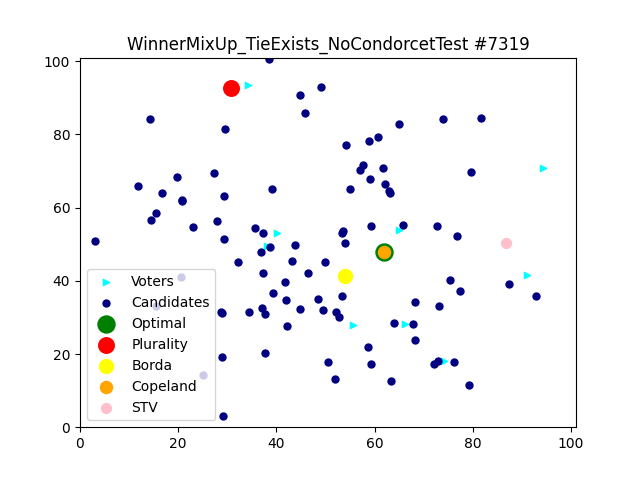 WinnerMixUp_TieExists_NoCondorcetTest #7319
100
80
60
40
20
0
Voters
Candidates
Optimal
Plurality
Borda
Copeland
STV
0
20
40
60
80
100